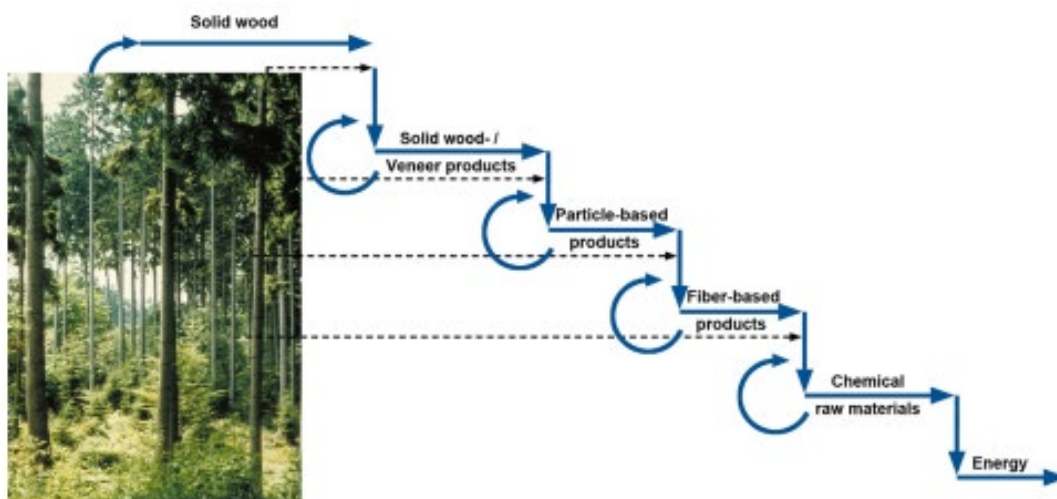 Solid wood
Solid wood- /
Veneer products
Particle-based
products
Fiber-based
products
Chemical
raw materials
Energy